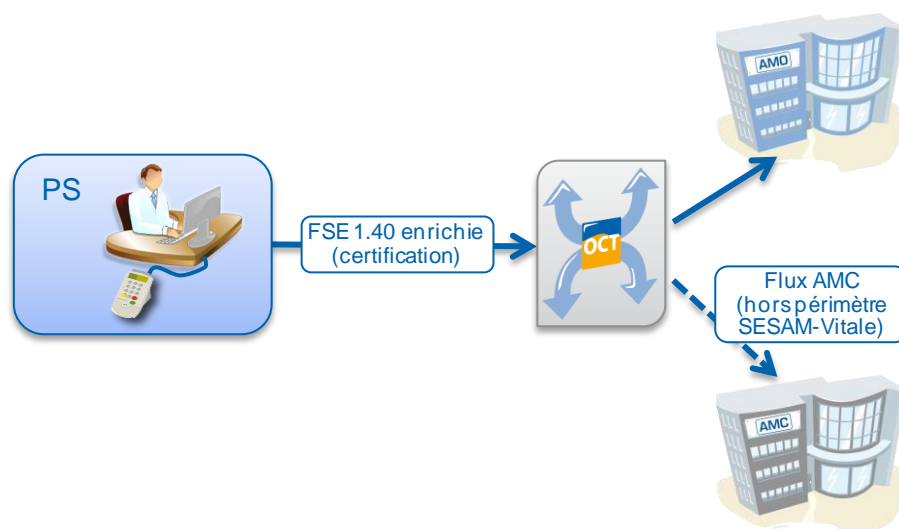 AMO
PS
FSE 1.40 enrichie
(certification)
OCT
Flux AMC
(hors périmètre
SESAM-Vitale)
AMC